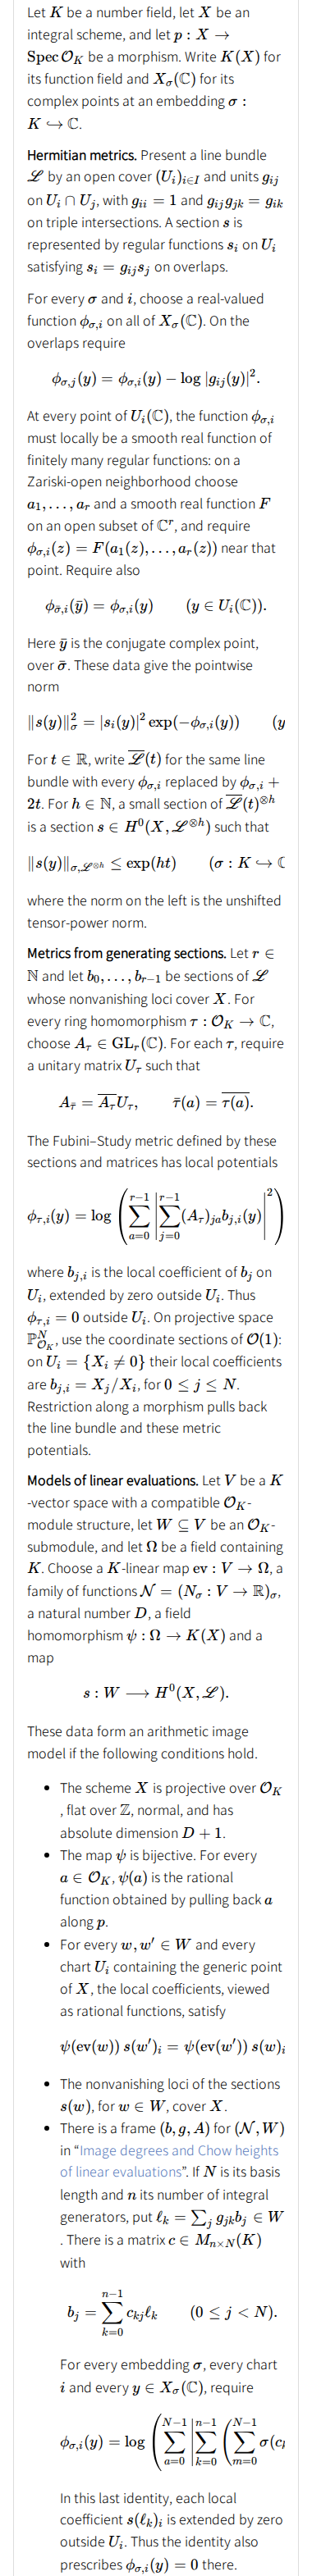 Let K be a number field, let X be an
integral scheme, and let p : X →
Spec 𝒪_K be a morphism. Write K(X) for
its function field and X_σ(ℂ) for its
complex points at an embedding σ :
K ↪ ℂ.
Hermitian metrics. Present a line bundle
ℒ by an open cover (U_i)_{i∈I} and units g_{ij}
on U_i ∩ U_j, with g_{ii} = 1 and g_{ij}g_{jk} = g_{ik}
on triple intersections. A section s is
represented by regular functions s_i on U_i
satisfying s_i = g_{ij}s_j on overlaps.
For every σ and i, choose a real-valued
function ϕ_{σ,i} on all of X_σ(ℂ). On the
overlaps require
ϕ_{σ,j}(y) = ϕ_{σ,i}(y) − log |g_{ij}(y)|².
At every point of U_i(ℂ), the function ϕ_{σ,i}
must locally be a smooth real function of
finitely many regular functions: on a
Zariski-open neighborhood choose
a_1, …, a_r and a smooth real function F
on an open subset of ℂ^r, and require
ϕ_{σ,i}(z) = F(a_1(z), …, a_r(z)) near that
point. Require also
ϕ_{σ̄,i}(ȳ) = ϕ_{σ,i}(y) (y ∈ U_i(ℂ)).
Here ȳ is the conjugate complex point,
over σ̄. These data give the pointwise
norm
‖s(y)‖²_σ = |s_i(y)|² exp(−ϕ_{σ,i}(y)) (y
For t ∈ ℝ, write ℒ̄(t) for the same line
bundle with every ϕ_{σ,i} replaced by ϕ_{σ,i} +
2t. For h ∈ ℕ, a small section of ℒ̄(t)^{⊗h}
is a section s ∈ H⁰(X, ℒ^{⊗h}) such that
‖s(y)‖_{σ,ℒ^{⊗h}} ≤ exp(ht) (σ : K ↪ ℂ
where the norm on the left is the unshifted
tensor-power norm.
Metrics from generating sections. Let r ∈
ℕ and let b_0, …, b_{r−1} be sections of ℒ
whose nonvanishing loci cover X. For
every ring homomorphism τ : 𝒪_K → ℂ,
choose A_τ ∈ GL_r(ℂ). For each τ, require
a unitary matrix U_τ such that
A_{τ̄} = \overline{A_τ}U_τ, τ̄(a) = \overline{τ(a)}.
The Fubini–Study metric defined by these
sections and matrices has local potentials
ϕ_{τ,i}(y) = log ( ∑_{a=0}^{r−1} | ∑_{j=0}^{r−1} (A_τ)_{ja}b_{j,i}(y) |² )
where b_{j,i} is the local coefficient of b_j on
U_i, extended by zero outside U_i. Thus
ϕ_{τ,i} = 0 outside U_i. On projective space
ℙ^N_{𝒪_K}, use the coordinate sections of 𝒪(1):
on U_i = {X_i ≠ 0} their local coefficients
are b_{j,i} = X_j/X_i, for 0 ≤ j ≤ N.
Restriction along a morphism pulls back
the line bundle and these metric
potentials.
Models of linear evaluations. Let V be a K
-vector space with a compatible 𝒪_K-
module structure, let W ⊆ V be an 𝒪_K-
submodule, and let Ω be a field containing
K. Choose a K-linear map ev : V → Ω, a
family of functions 𝒩 = (N_σ : V → ℝ)_σ,
a natural number D, a field
homomorphism ψ : Ω → K(X) and a
map
s : W ⟶ H⁰(X, ℒ).
These data form an arithmetic image
model if the following conditions hold.
• The scheme X is projective over 𝒪_K
, flat over ℤ, normal, and has
absolute dimension D + 1.
• The map ψ is bijective. For every
a ∈ 𝒪_K, ψ(a) is the rational
function obtained by pulling back a
along p.
• For every w, w′ ∈ W and every
chart U_i containing the generic point
of X, the local coefficients, viewed
as rational functions, satisfy
ψ(ev(w)) s(w′)_i = ψ(ev(w′)) s(w)_i
• The nonvanishing loci of the sections
s(w), for w ∈ W, cover X.
• There is a frame (b, g, A) for (𝒩, W)
in “Image degrees and Chow heights
of linear evaluations”. If N is its basis
length and n its number of integral
generators, put ℓ_k = ∑_j g_{jk}b_j ∈ W
. There is a matrix c ∈ M_{n×N}(K)
with
b_j = ∑_{k=0}^{n−1} c_{kj}ℓ_k (0 ≤ j < N).
For every embedding σ, every chart
i and every y ∈ X_σ(ℂ), require
ϕ_{σ,i}(y) = log ( ∑_{a=0}^{N−1} | ∑_{k=0}^{n−1} ( ∑_{m=0}^{N−1} σ(c
In this last identity, each local
coefficient s(ℓ_k)_i is extended by zero
outside U_i. Thus the identity also
prescribes ϕ_{σ,i}(y) = 0 there.